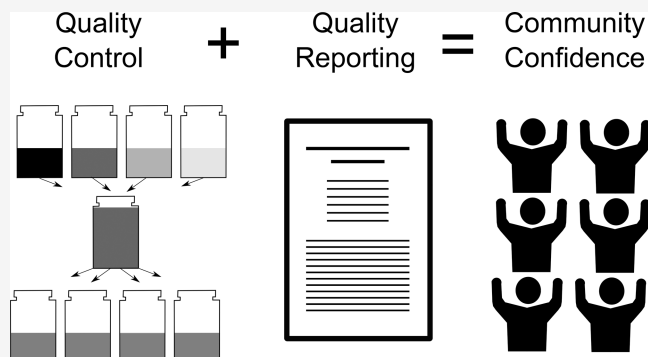 Quality
Control
+
Quality
Reporting
=
Community
Confidence